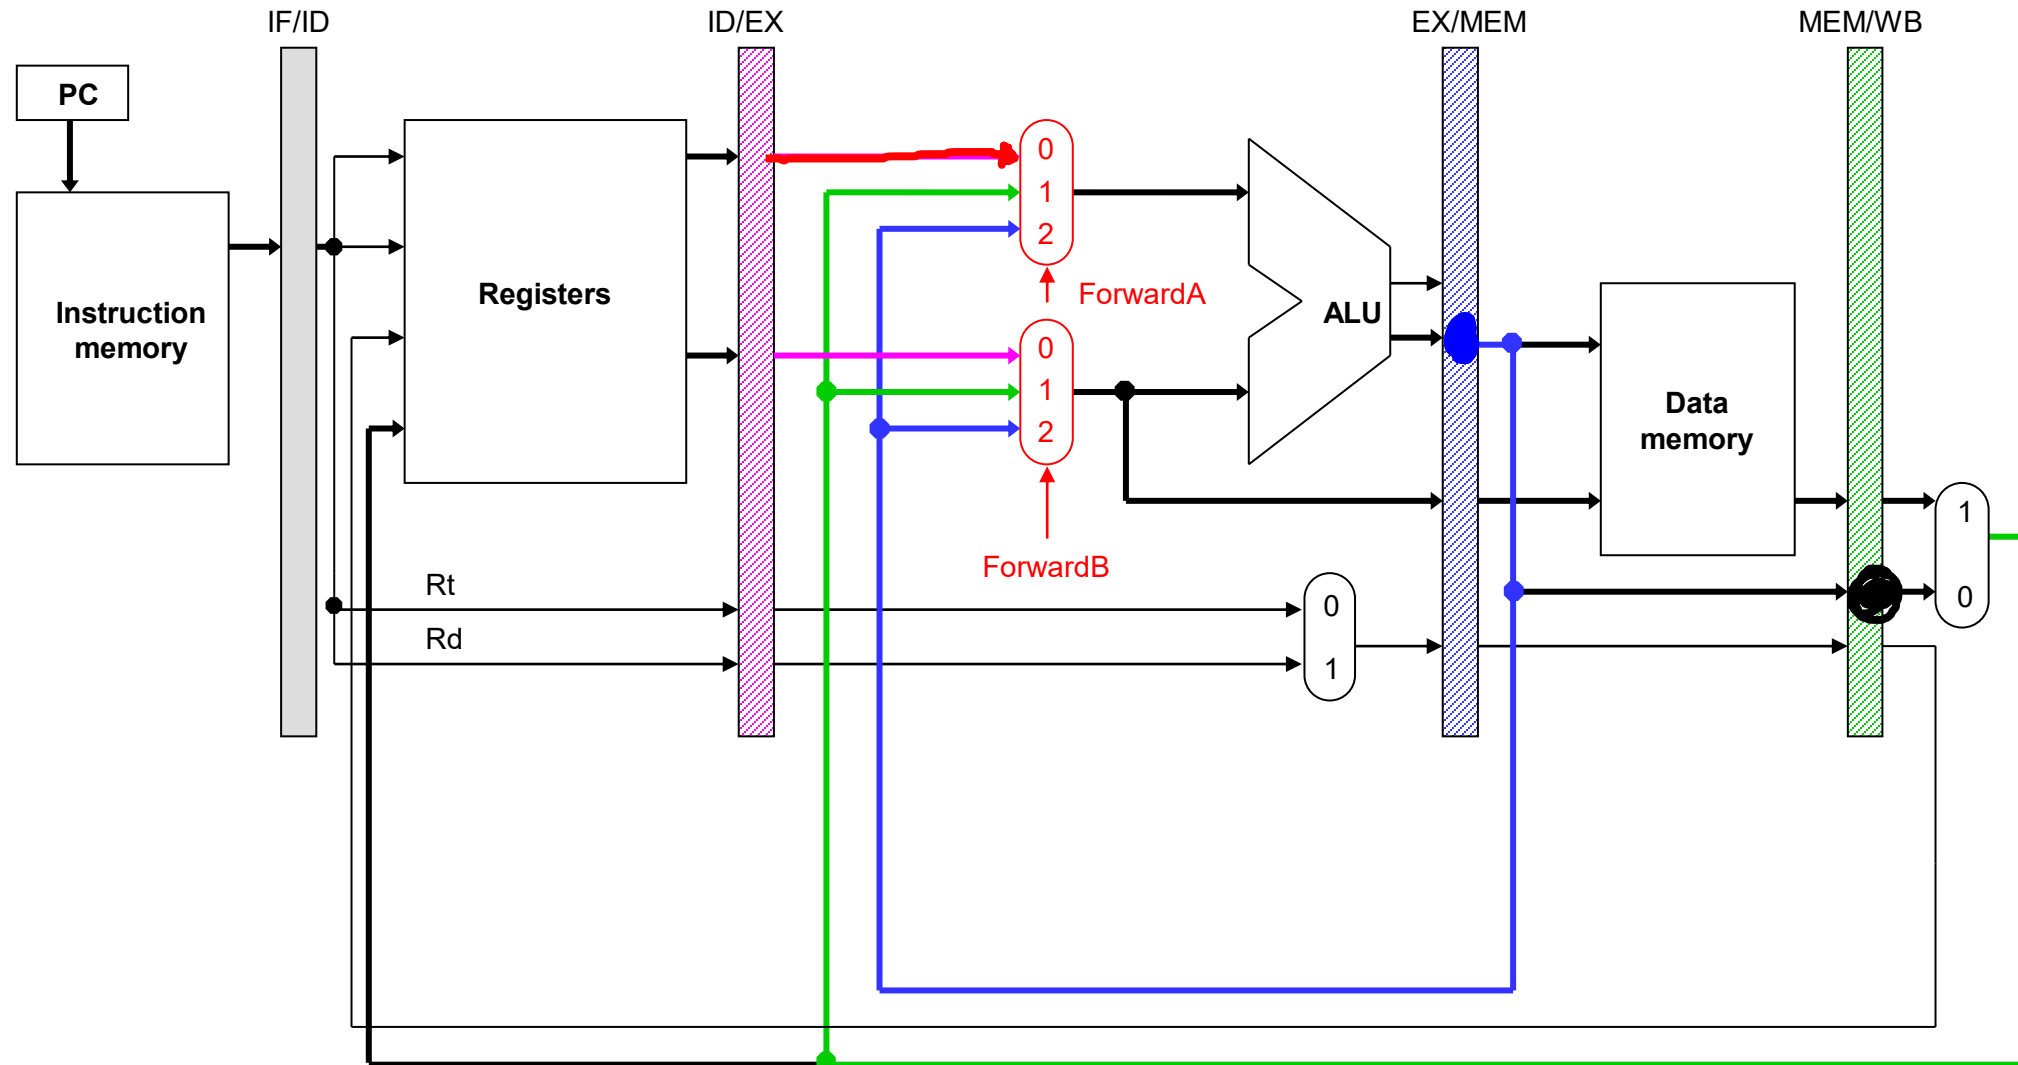 IF/ID
ID/EX
EX/MEM
MEM/WB
PC
Instruction
memory
Registers
0
1
2
ForwardA
0
1
2
ForwardB
ALU
Data
memory
1
0
Rt
Rd
0
1